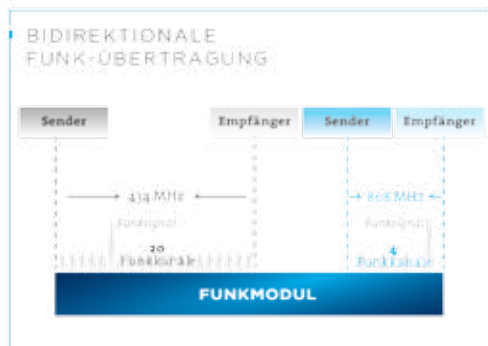 BIDIREKTIONALE
FUNK-ÜBERTRAGUNG
Sender
Empfänger
Sender
Empfänger
434 MHz
868 MHz
Funksignal
Funksignal
20
Funkkanäle
4
Funkkanäle
FUNKMODUL